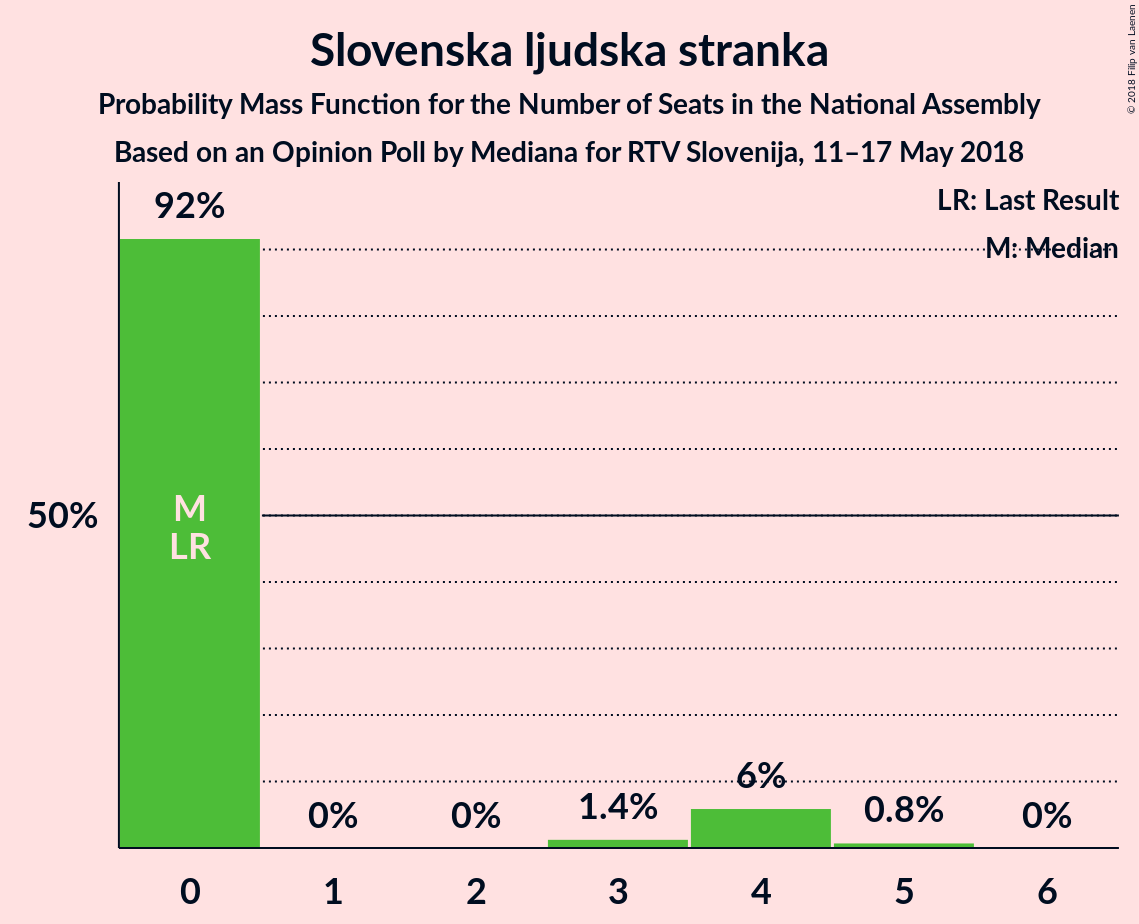 Slovenska ljudska stranka
Probability Mass Function for the Number of Seats in the National Assembly
Based on an Opinion Poll by Mediana for RTV Slovenija, 11–17 May 2018
© 2018 Filip van Laenen
LR: Last Result
M: Median
92%
50%
M
LR
0%
0%
1.4%
6%
0.8%
0%
0
1
2
3
4
5
6